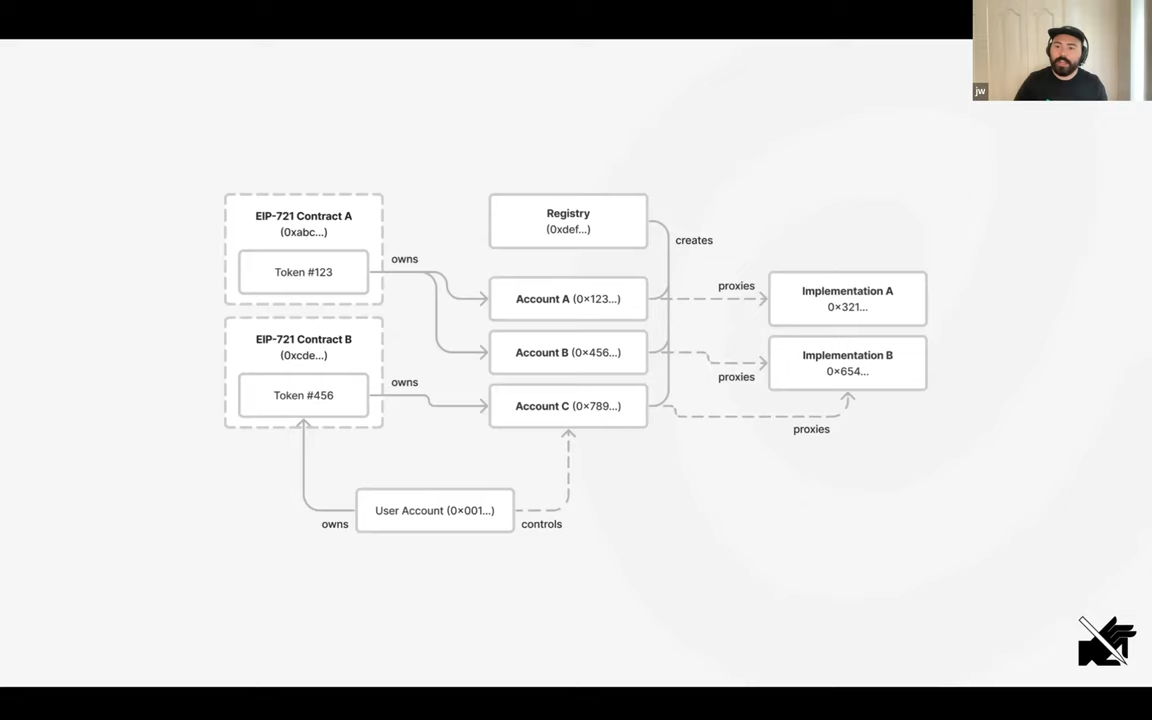 jw
EIP-721 Contract A
(0xabc...)
Token #123
owns
EIP-721 Contract B
(0xcde...)
Token #456
owns
Registry
(0xdef...)
creates
Account A (0×123...)
Account B (0×456...)
Account C (0×789...)
proxies
Implementation A
0×321...
proxies
Implementation B
0×654...
proxies
User Account (0×001...)
owns
controls